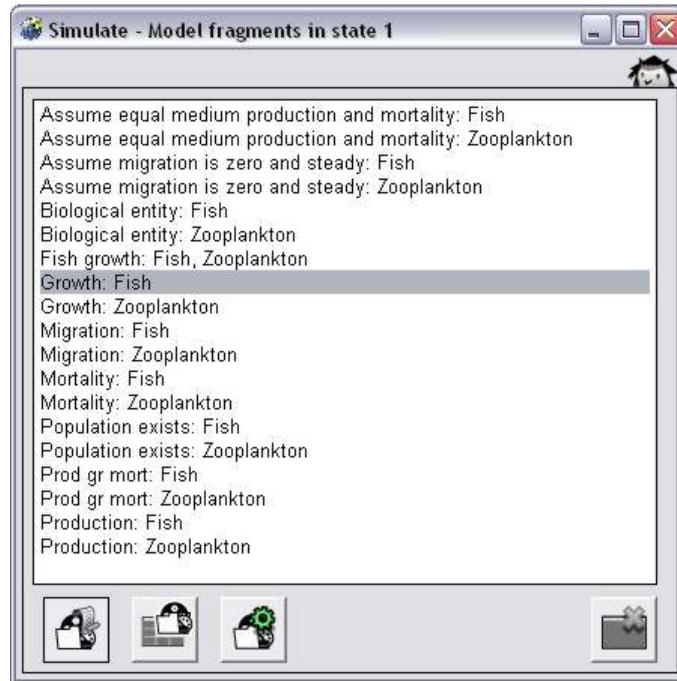 Simulate - Model fragments in state 1
Assume equal medium production and mortality: Fish
Assume equal medium production and mortality: Zooplankton
Assume migration is zero and steady: Fish
Assume migration is zero and steady: Zooplankton
Biological entity: Fish
Biological entity: Zooplankton
Fish growth: Fish, Zooplankton
Growth: Fish
Growth: Zooplankton
Migration: Fish
Migration: Zooplankton
Mortality: Fish
Mortality: Zooplankton
Population exists: Fish
Population exists: Zooplankton
Prod gr mort: Fish
Prod gr mort: Zooplankton
Production: Fish
Production: Zooplankton